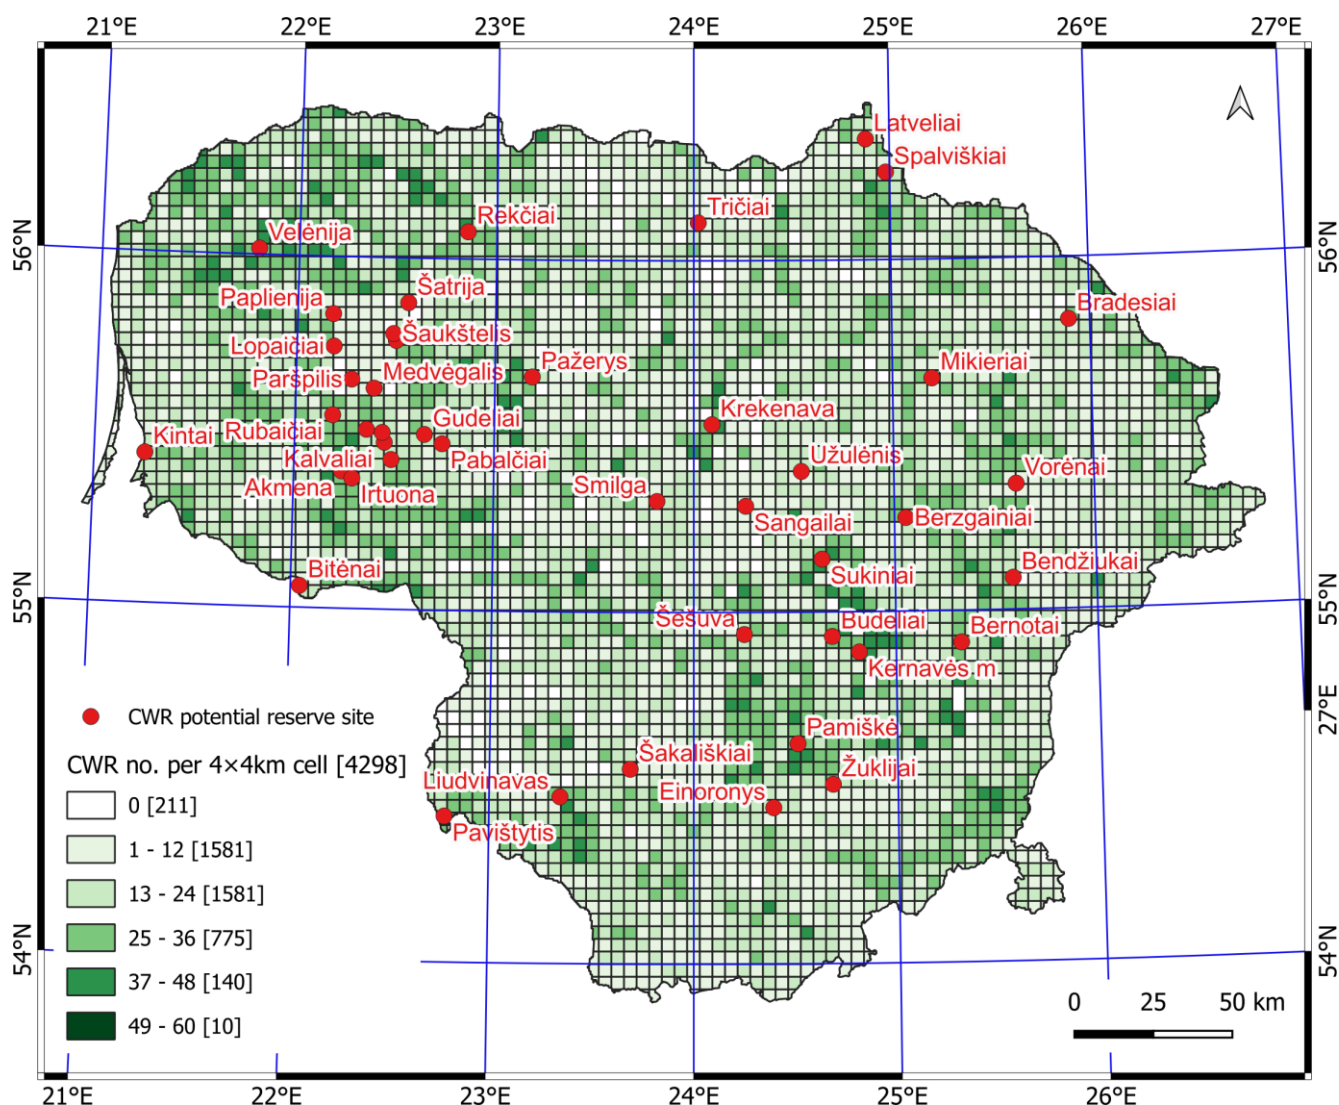 21°E 22°E 23°E 24°E 25°E 26°E 27°E
Latveliai
Spalviškiai
Rekčiai
Tričiai
Velėnija
56°N
56°N
Šatrija
Paplienija
Bradesiai
Šaukštelis
Lopaičiai
Pažerys
Mikieriai
Medvėgalis
Paršpilis
Krekenava
Gudeliai
Kintai
Rubaičiai
Užulėnis
Kalvaliai
Pabalčiai
Vorėnai
Akmena
Irtuona
Smilga
Sangailai
Berzgainiai
Bitėnai
Sukiniai
Bendžiukai
55°N
55°N
Šešuva
Budeliai
Bernotai
Kernavės m
27°E
CWR potential reserve site
Pamiškė
Šakališkiai
CWR no. per 4×4km cell [4298]
Žuklijai
Liudvinavas
Einoronys
0 [211]
Pavištytis
1 - 12 [1581]
13 - 24 [1581]
25 - 36 [775]
54°N
54°N
37 - 48 [140]
0 25 50 km
49 - 60 [10]
21°E 22°E 23°E 24°E 25°E 26°E